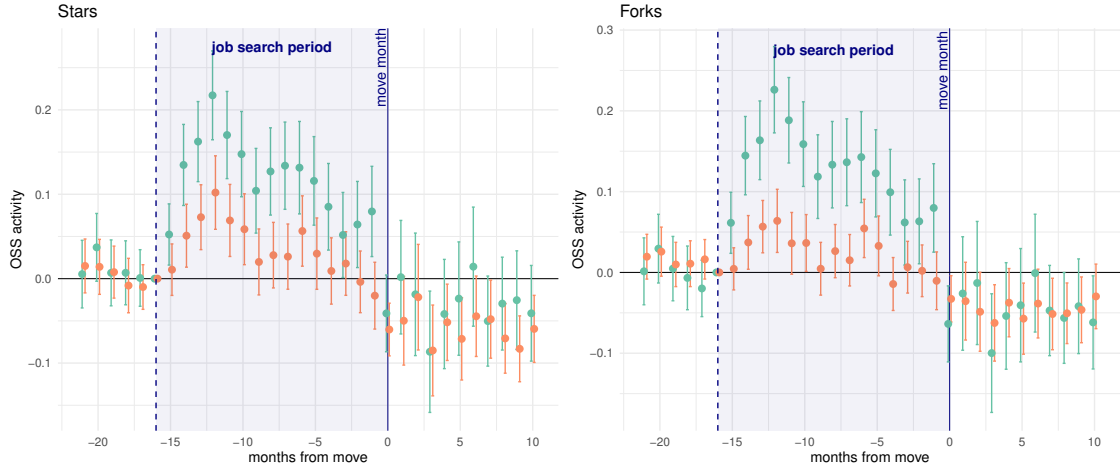 Stars
job search period
move month
OSS activity
0.2
0.1
0.0
−0.1
−20
−15
−10
−5
0
5
10
months from move
Forks
job search period
move month
OSS activity
0.3
0.2
0.1
0.0
−0.1
−20
−15
−10
−5
0
5
10
months from move